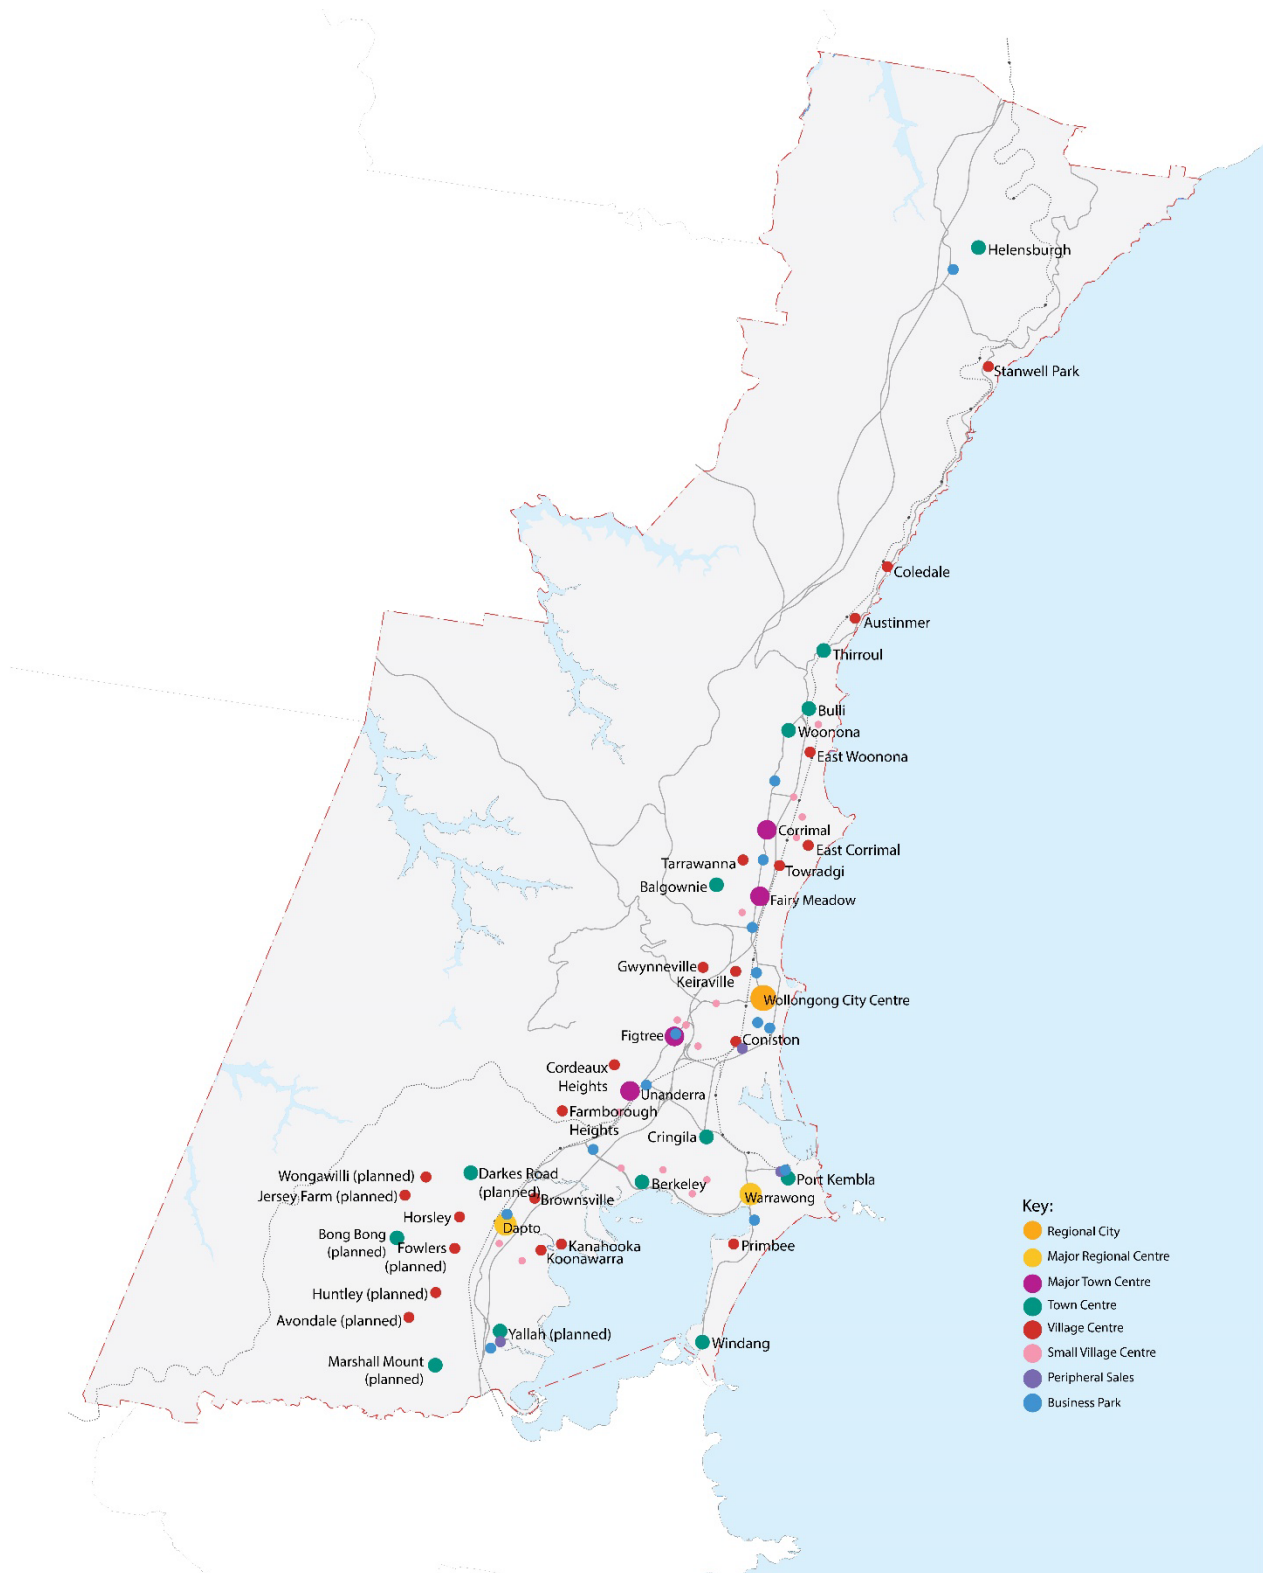 Helensburgh
Stanwell Park
Coledale
Austinmer
Thirroul
Bulli
Woonona
East Woonona
Corrimal
East Corrimal
Tarrawanna
Towradgi
Balgownie
Fairy Meadow
Gwynneville
Keiraville
Wollongong City Centre
Figtree
Coniston
Cordeaux
Heights
Unanderra
Farmborough
Heights
Cringila
Wongawilli (planned)
Darkes Road
(planned)
Port Kembla
Berkeley
Jersey Farm (planned)
Brownsville
Warrawong
Horsley
Dapto
Bong Bong
(planned)
Fowlers
(planned)
Kanahooka
Koonawarra
Primbee
Huntley (planned)
Avondale (planned)
Yallah (planned)
Windang
Marshall Mount
(planned)
Key:
Regional City
Major Regional Centre
Major Town Centre
Town Centre
Village Centre
Small Village Centre
Peripheral Sales
Business Park